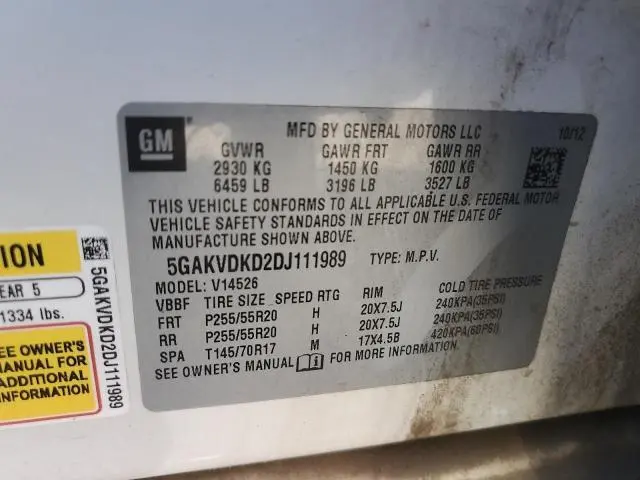 GM
MFD BY GENERAL MOTORS LLC 10/12
GVWR GAWR FRT GAWR RR
2930 KG 1450 KG 1600 KG
6459 LB 3196 LB 3527 LB
THIS VEHICLE CONFORMS TO ALL APPLICABLE U.S. FEDERAL MOTOR
VEHICLE SAFETY STANDARDS IN EFFECT ON THE DATE OF
MANUFACTURE SHOWN ABOVE.
5GAKVDKD2DJ111989 TYPE: M.P.V.
MODEL: V14526
VBBF TIRE SIZE SPEED RTG RIM COLD TIRE PRESSURE
FRT P255/55R20 H 20X7.5J 240KPA(35PSI)
RR P255/55R20 H 20X7.5J 240KPA(35PSI)
SPA T145/70R17 M 17X4.5B 420KPA(60PSI)
SEE OWNER'S MANUAL FOR MORE INFORMATION.
TION
EAR 5
1334 lbs.
SEE OWNER'S
MANUAL FOR
ADDITIONAL
FORMATION
5GAKVDKD2DJ111989